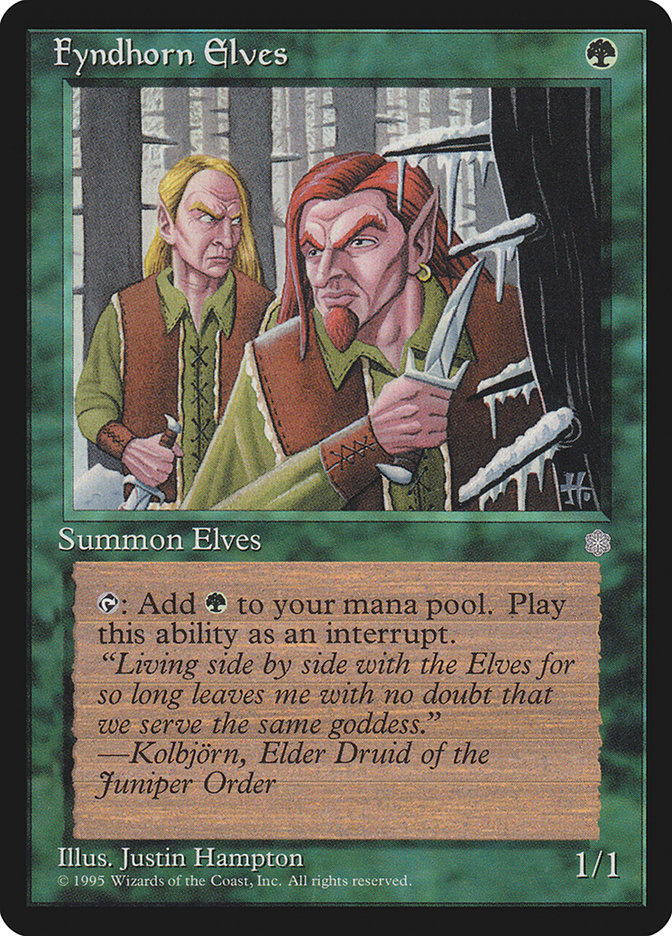 Fyndhorn Elves
Summon Elves
: Add to your mana pool. Play
this ability as an interrupt.
“Living side by side with the Elves for
so long leaves me with no doubt that
we serve the same goddess.”
—Kolbjörn, Elder Druid of the
Juniper Order
Illus. Justin Hampton
1/1
© 1995 Wizards of the Coast, Inc. All rights reserved.